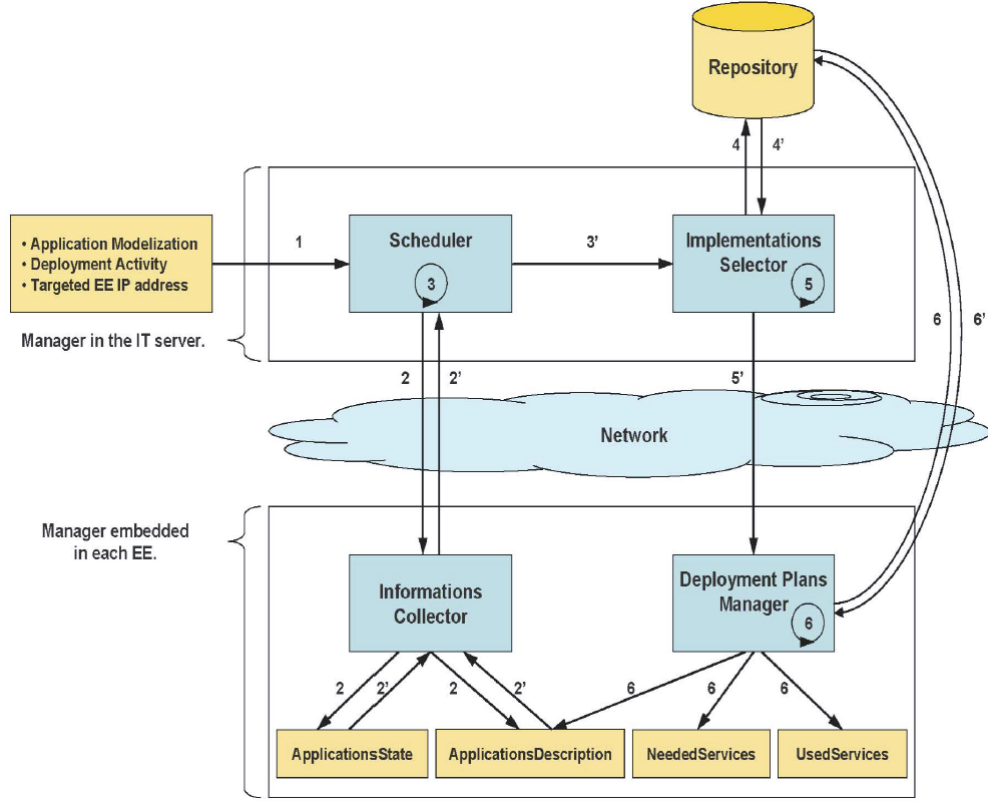 Repository
4
4'
• Application Modelization
• Deployment Activity
• Targeted EE IP address
1
Scheduler
3
3'
Implementations
Selector
5
6
6'
Manager in the IT server.
2
2'
5'
Network
Manager embedded
in each EE.
Informations
Collector
Deployment Plans
Manager
6
2
2'
2
2'
6
6
6
ApplicationsState
ApplicationsDescription
NeededServices
UsedServices